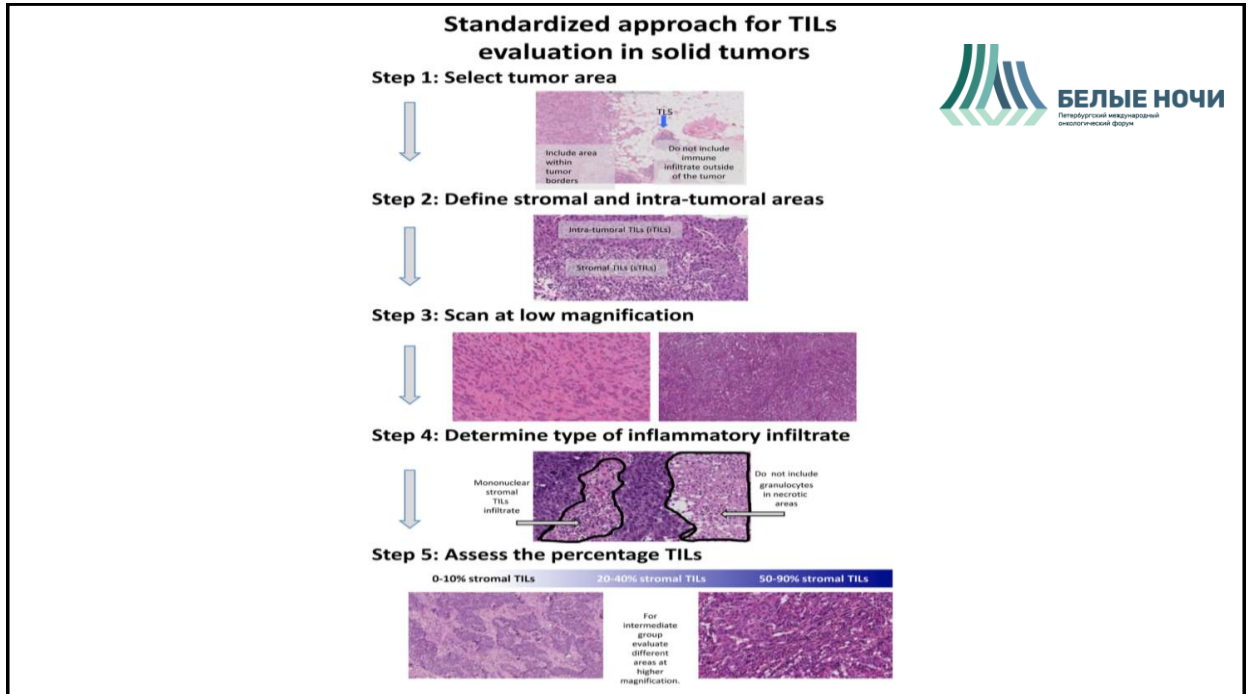 Standardized approach for TILs
evaluation in solid tumors
БЕЛЫЕ НОЧИ
Петербургский международный
онкологический форум
Step 1: Select tumor area
TLS
Include area
within
tumor
borders
Do not include
immune
infiltrate outside
of the tumor
Step 2: Define stromal and intra-tumoral areas
Intra-tumoral TILs (iTILs)
Stromal TILs (sTILs)
Step 3: Scan at low magnification
Step 4: Determine type of inflammatory infiltrate
Mononuclear
stromal
TILs
infiltrate
Do not include
granulocytes
in necrotic
areas
Step 5: Assess the percentage TILs
0-10% stromal TILs
20-40% stromal TILs
50-90% stromal TILs
For
intermediate
group
evaluate
different
areas at
higher
magnification.